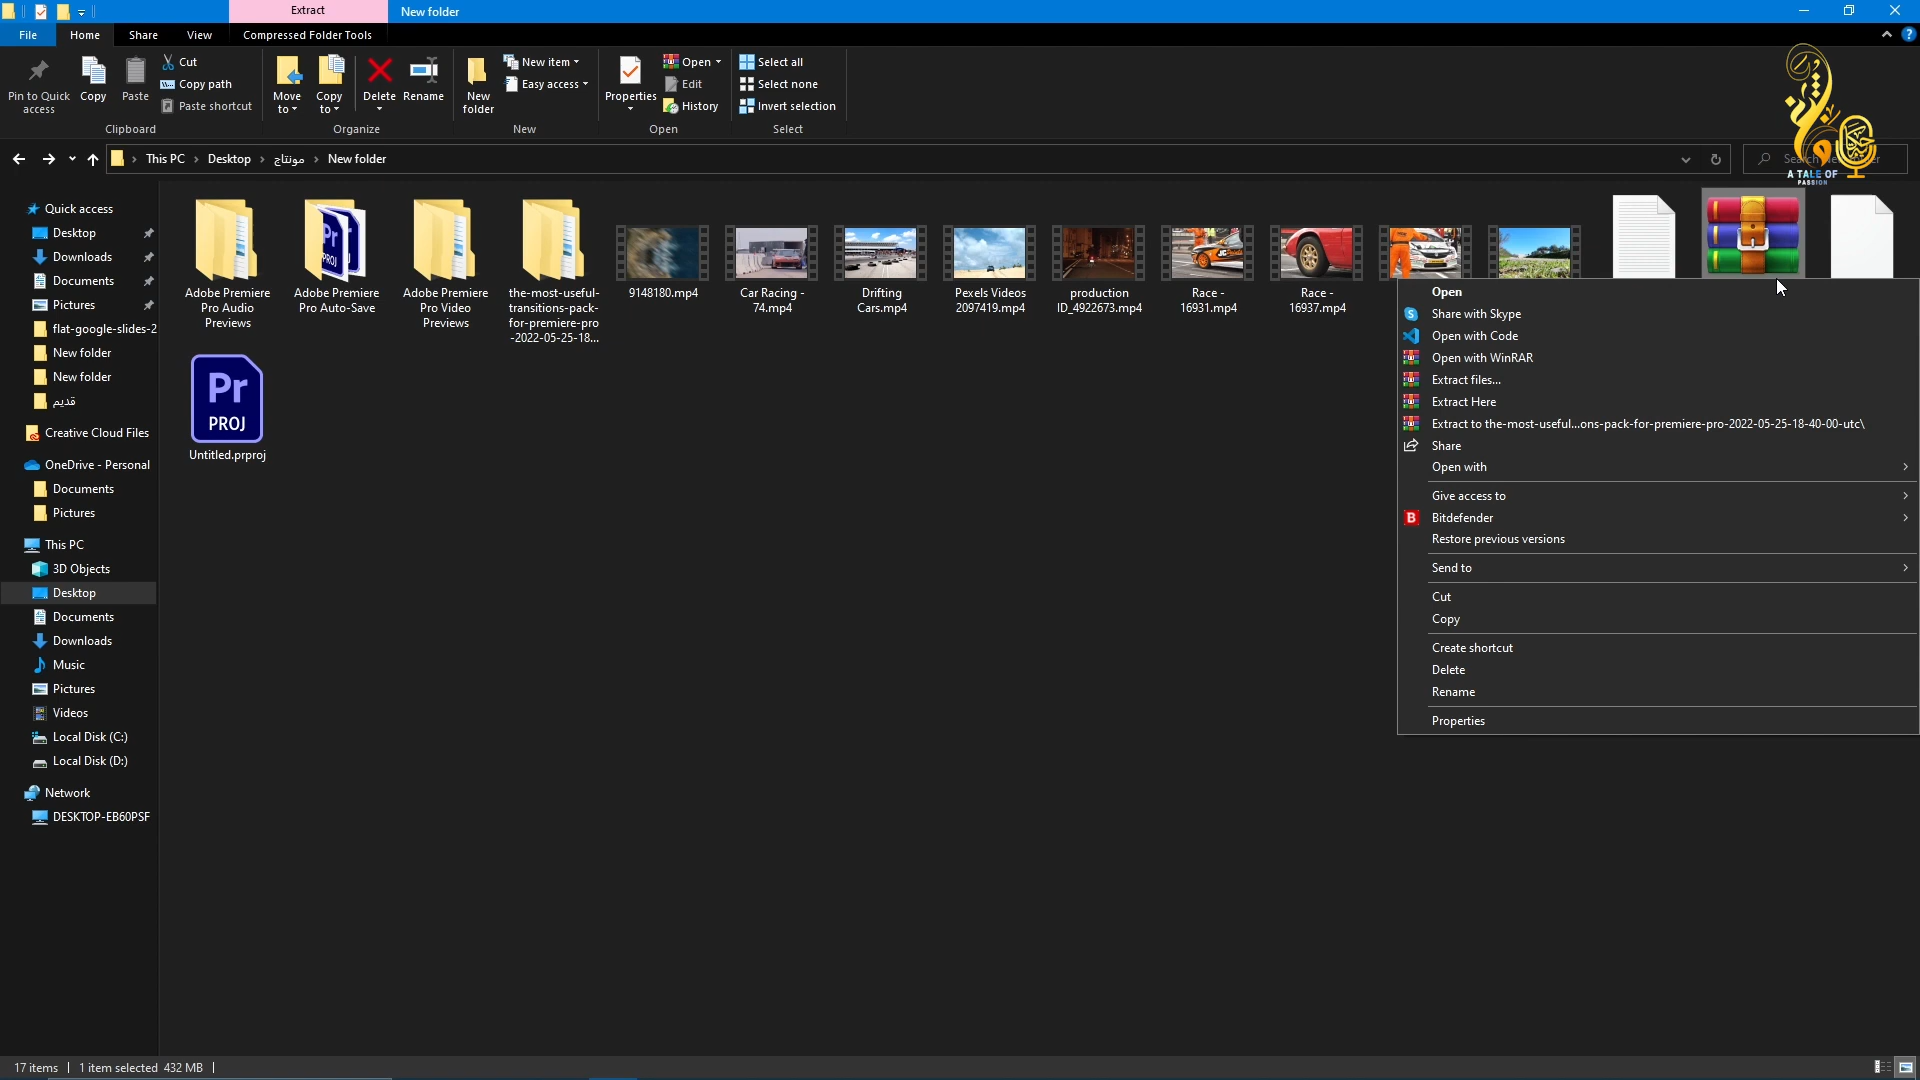 Extract
New folder
File
Home
Share
View
Compressed Folder Tools
Pin to Quick
access
Copy
Paste
Cut
Copy path
Paste shortcut
Clipboard
Move
to
Copy
to
Delete
Rename
Organize
New
folder
New item
Easy access
New
Properties
Open
Edit
History
Open
Select all
Select none
Invert selection
Select
A TALE OF
PASSION
This PC
Desktop
مونتاج
New folder
Quick access
Desktop
Downloads
Documents
Pictures
flat-google-slides-2
New folder
New folder
قديم
Creative Cloud Files
OneDrive - Personal
Documents
Pictures
This PC
3D Objects
Desktop
Documents
Downloads
Music
Pictures
Videos
Local Disk (C:)
Local Disk (D:)
Network
DESKTOP-EB60PSF
Adobe Premiere
Pro Audio
Previews
Pr
PROJ
Adobe Premiere
Pro Auto-Save
Adobe Premiere
Pro Video
Previews
the-most-useful-
transitions-pack-
for-premiere-pro
-2022-05-25-18...
9148180.mp4
Car Racing -
74.mp4
Drifting
Cars.mp4
Pexels Videos
2097419.mp4
production
ID_4922673.mp4
Race -
16931.mp4
Race -
16937.mp4
Pr
PROJ
Untitled.prproj
Open
Share with Skype
Open with Code
Open with WinRAR
Extract files...
Extract Here
Extract to the-most-useful...ons-pack-for-premiere-pro-2022-05-25-18-40-00-utc\
Share
Open with
Give access to
B Bitdefender
Restore previous versions
Send to
Cut
Copy
Create shortcut
Delete
Rename
Properties
17 items
1 item selected 432 MB